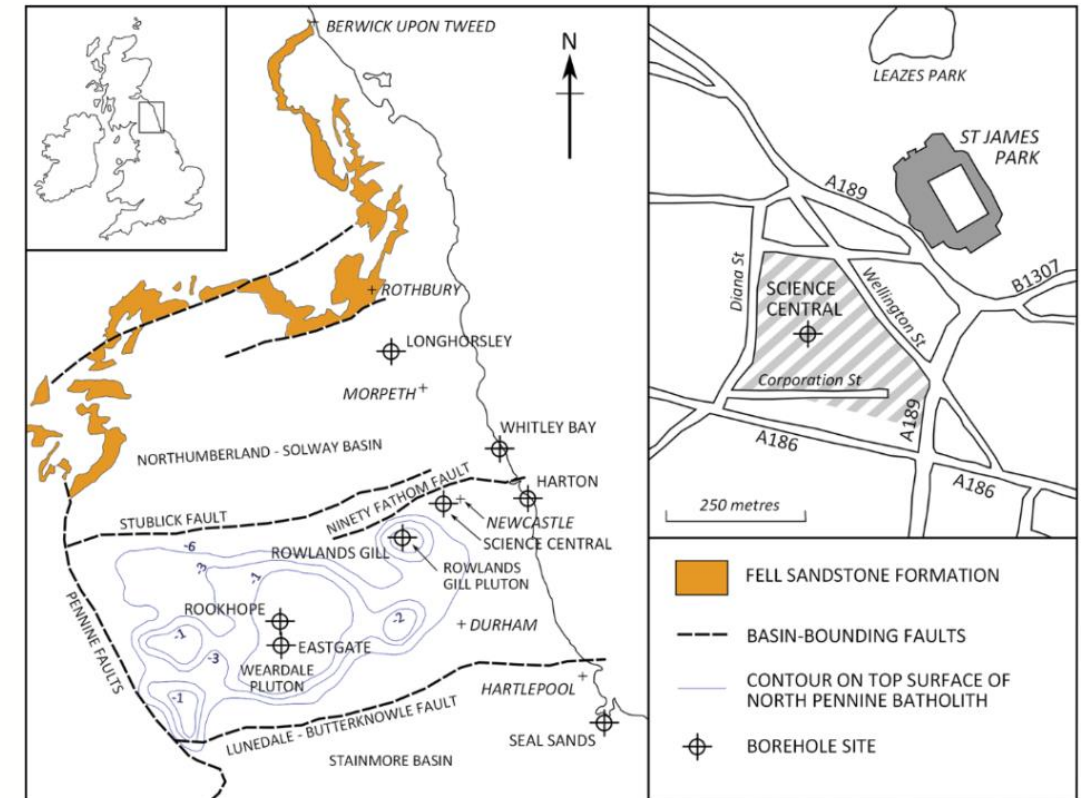 BERWICK UPON TWEED
N
ROTHBURY
LONGHORSLEY
MORPETH
WHITLEY BAY
NORTHUMBERLAND - SOLWAY BASIN
HARTON
NINETY FATHOM FAULT
STUBLICK FAULT
NEWCASTLE
SCIENCE CENTRAL
-6
ROWLANDS GILL
-3
-1
ROWLANDS
GILL PLUTON
PENNINE FAULTS
ROOKHOPE
-2
DURHAM
-1
EASTGATE
-3
WEARDALE
PLUTON
-1
HARTLEPOOL
LUNEDALE - BUTTERKNOWLE FAULT
SEAL SANDS
STAINMORE BASIN
LEAZES PARK
ST JAMES
PARK
A189
Diana St
B1307
SCIENCE
CENTRAL
Wellington St
Corporation St
A189
A186
A186
250 metres
FELL SANDSTONE FORMATION
BASIN-BOUNDING FAULTS
CONTOUR ON TOP SURFACE OF
NORTH PENNINE BATHOLITH
BOREHOLE SITE